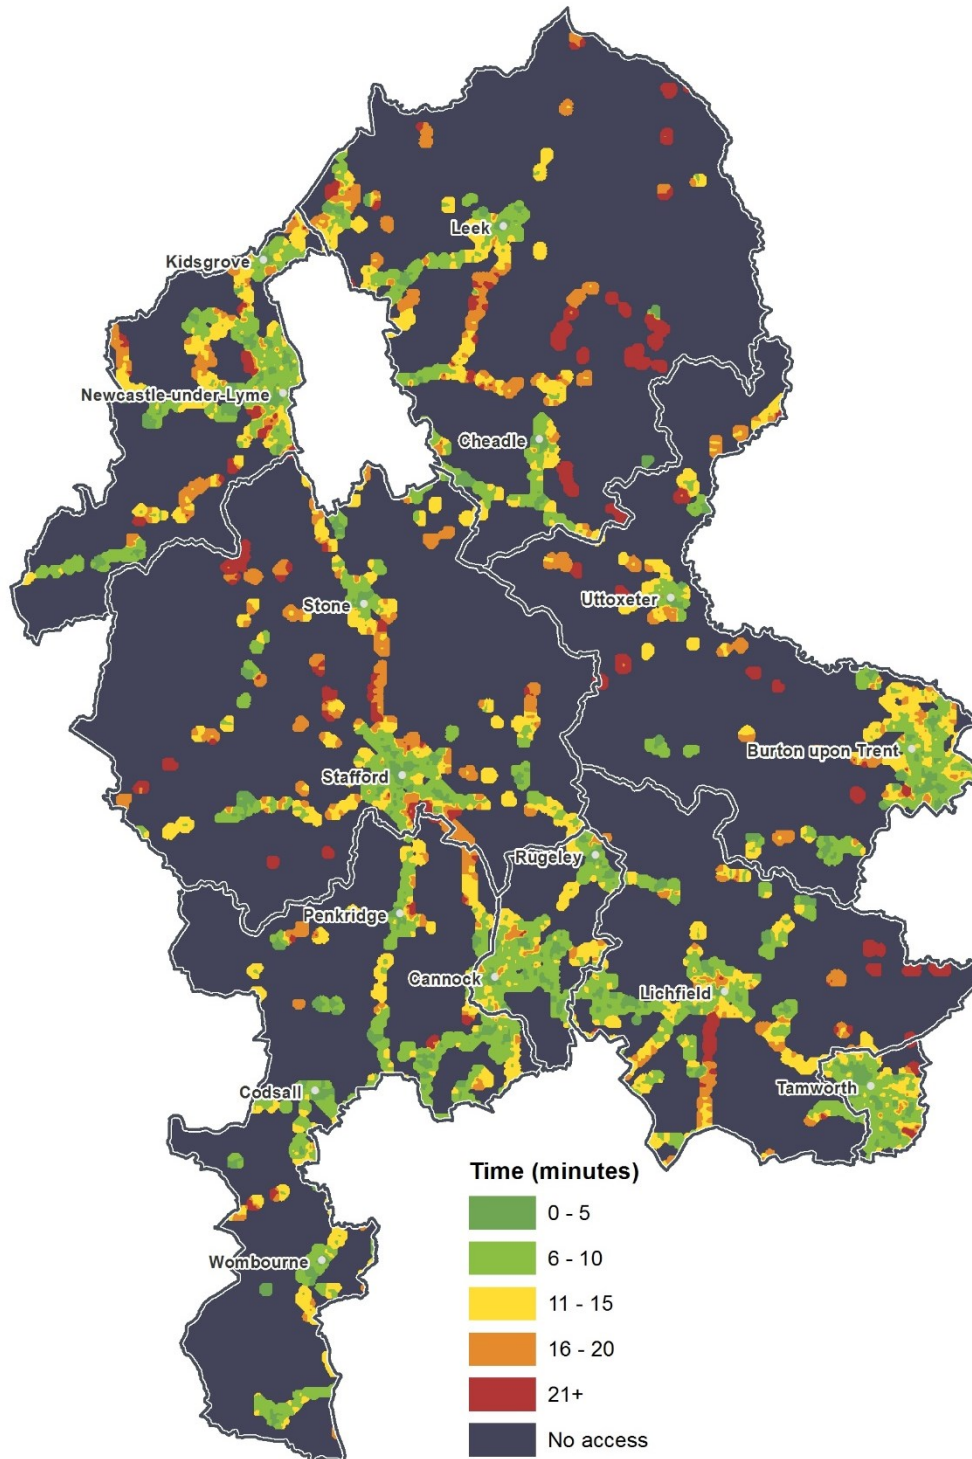 Leek
Kidsgrove
Newcastle-under-Lyme
Cheadle
Stone
Uttoxeter
Burton upon Trent
Stafford
Rugeley
Penkridge
Cannock
Lichfield
Codsall
Tamworth
Time (minutes)
0 - 5
6 - 10
Wombourne
11 - 15
16 - 20
21+
No access